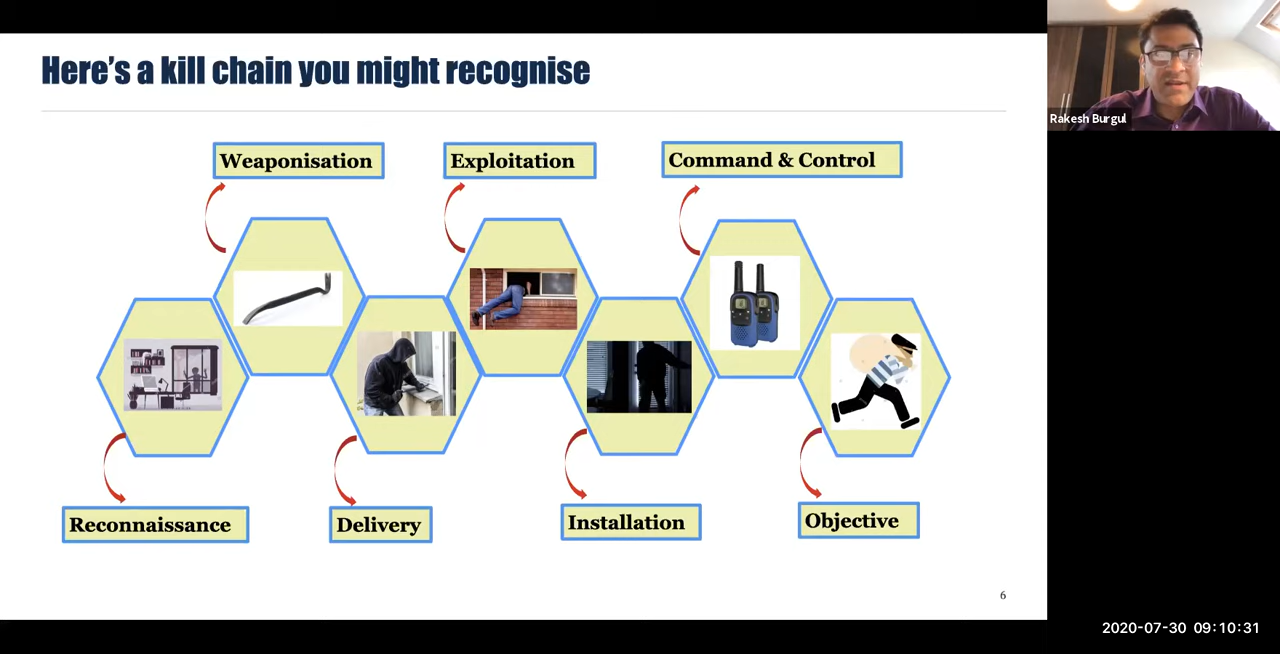 Here's a kill chain you might recognise
Weaponisation
Exploitation
Command & Control
Reconnaissance
Delivery
Installation
Objective
6
Rakesh Burgul
2020-07-30 09:10:31